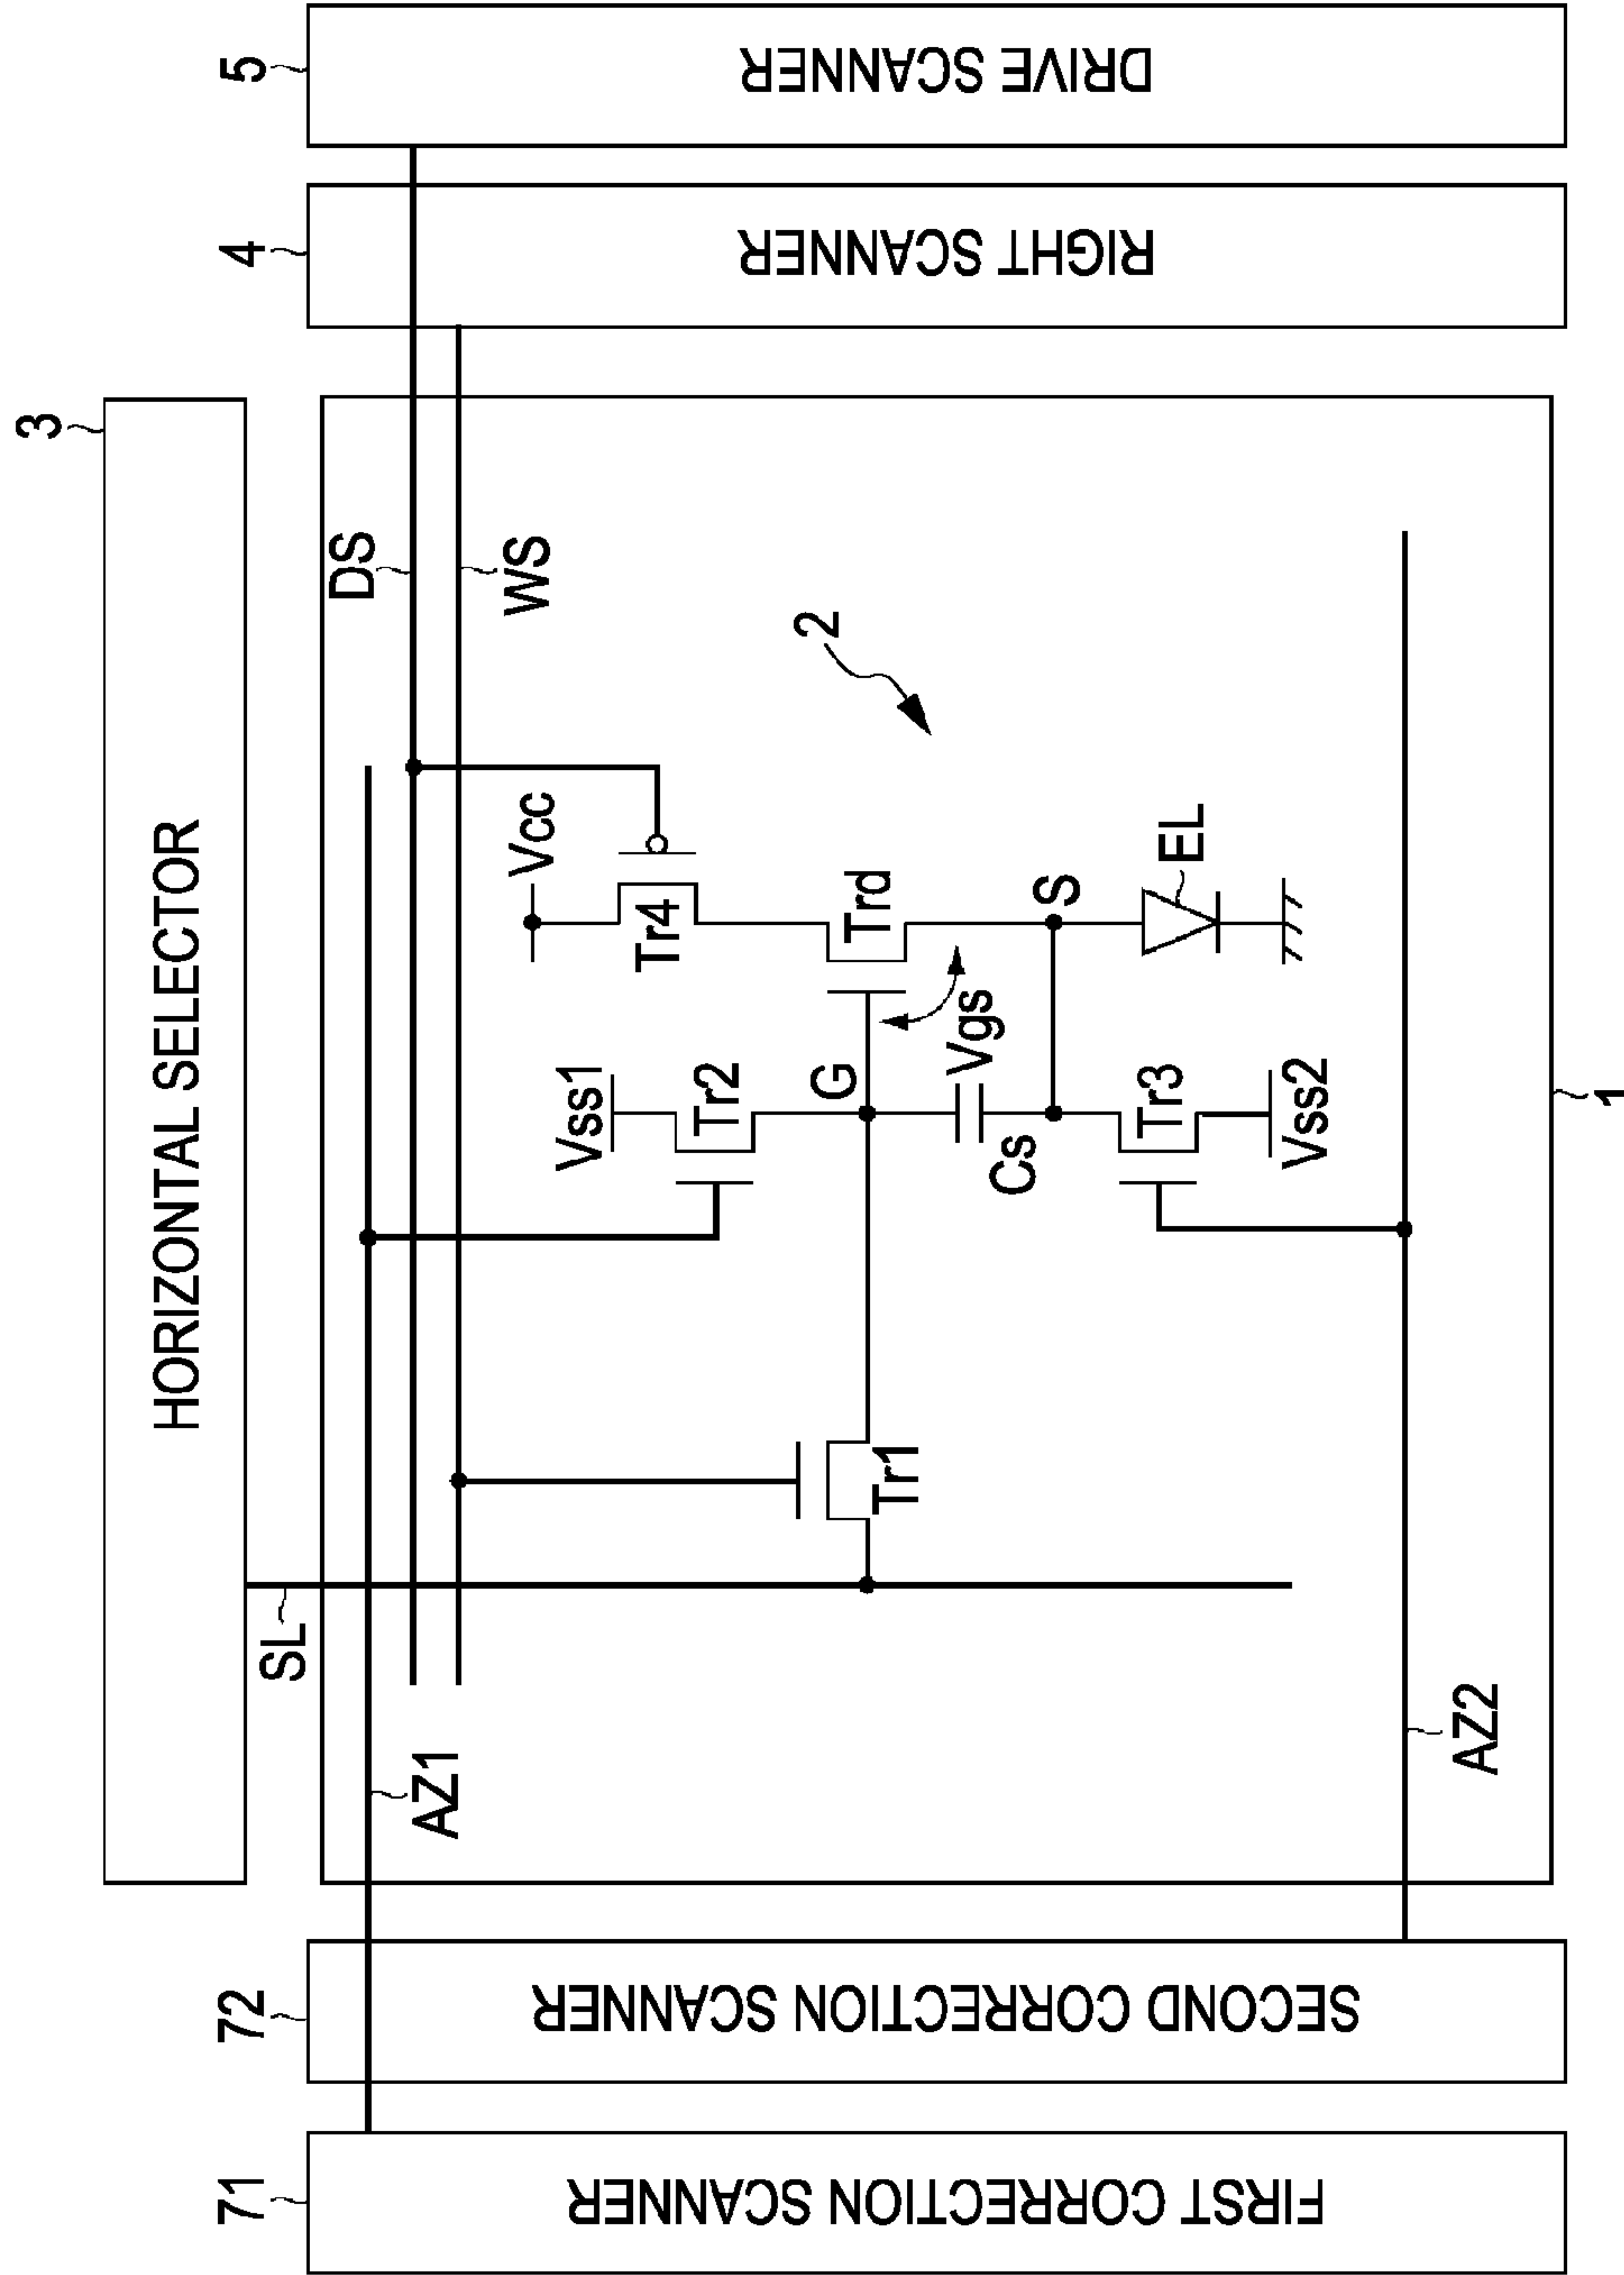 3
HORIZONTAL SELECTOR
71
FIRST CORRECTION SCANNER
72
SECOND CORRECTION SCANNER
4
RIGHT SCANNER
5
DRIVE SCANNER
SL
DS
AZ1
WS
Vss1
Vcc
Tr4
Tr2
2
G
Trd
Tr1
Vgs
Cs
S
Tr3
EL
Vss2
AZ2
1